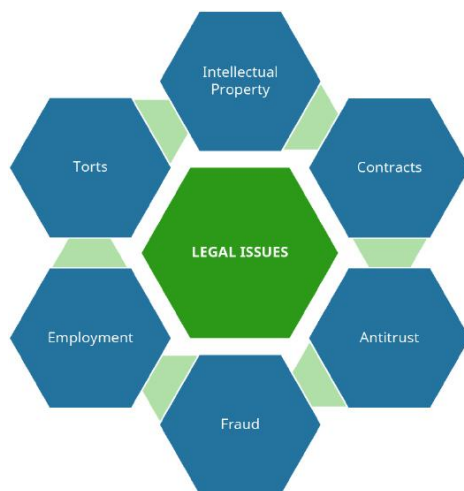 Intellectual
Property
Torts
Contracts
LEGAL ISSUES
Employment
Antitrust
Fraud